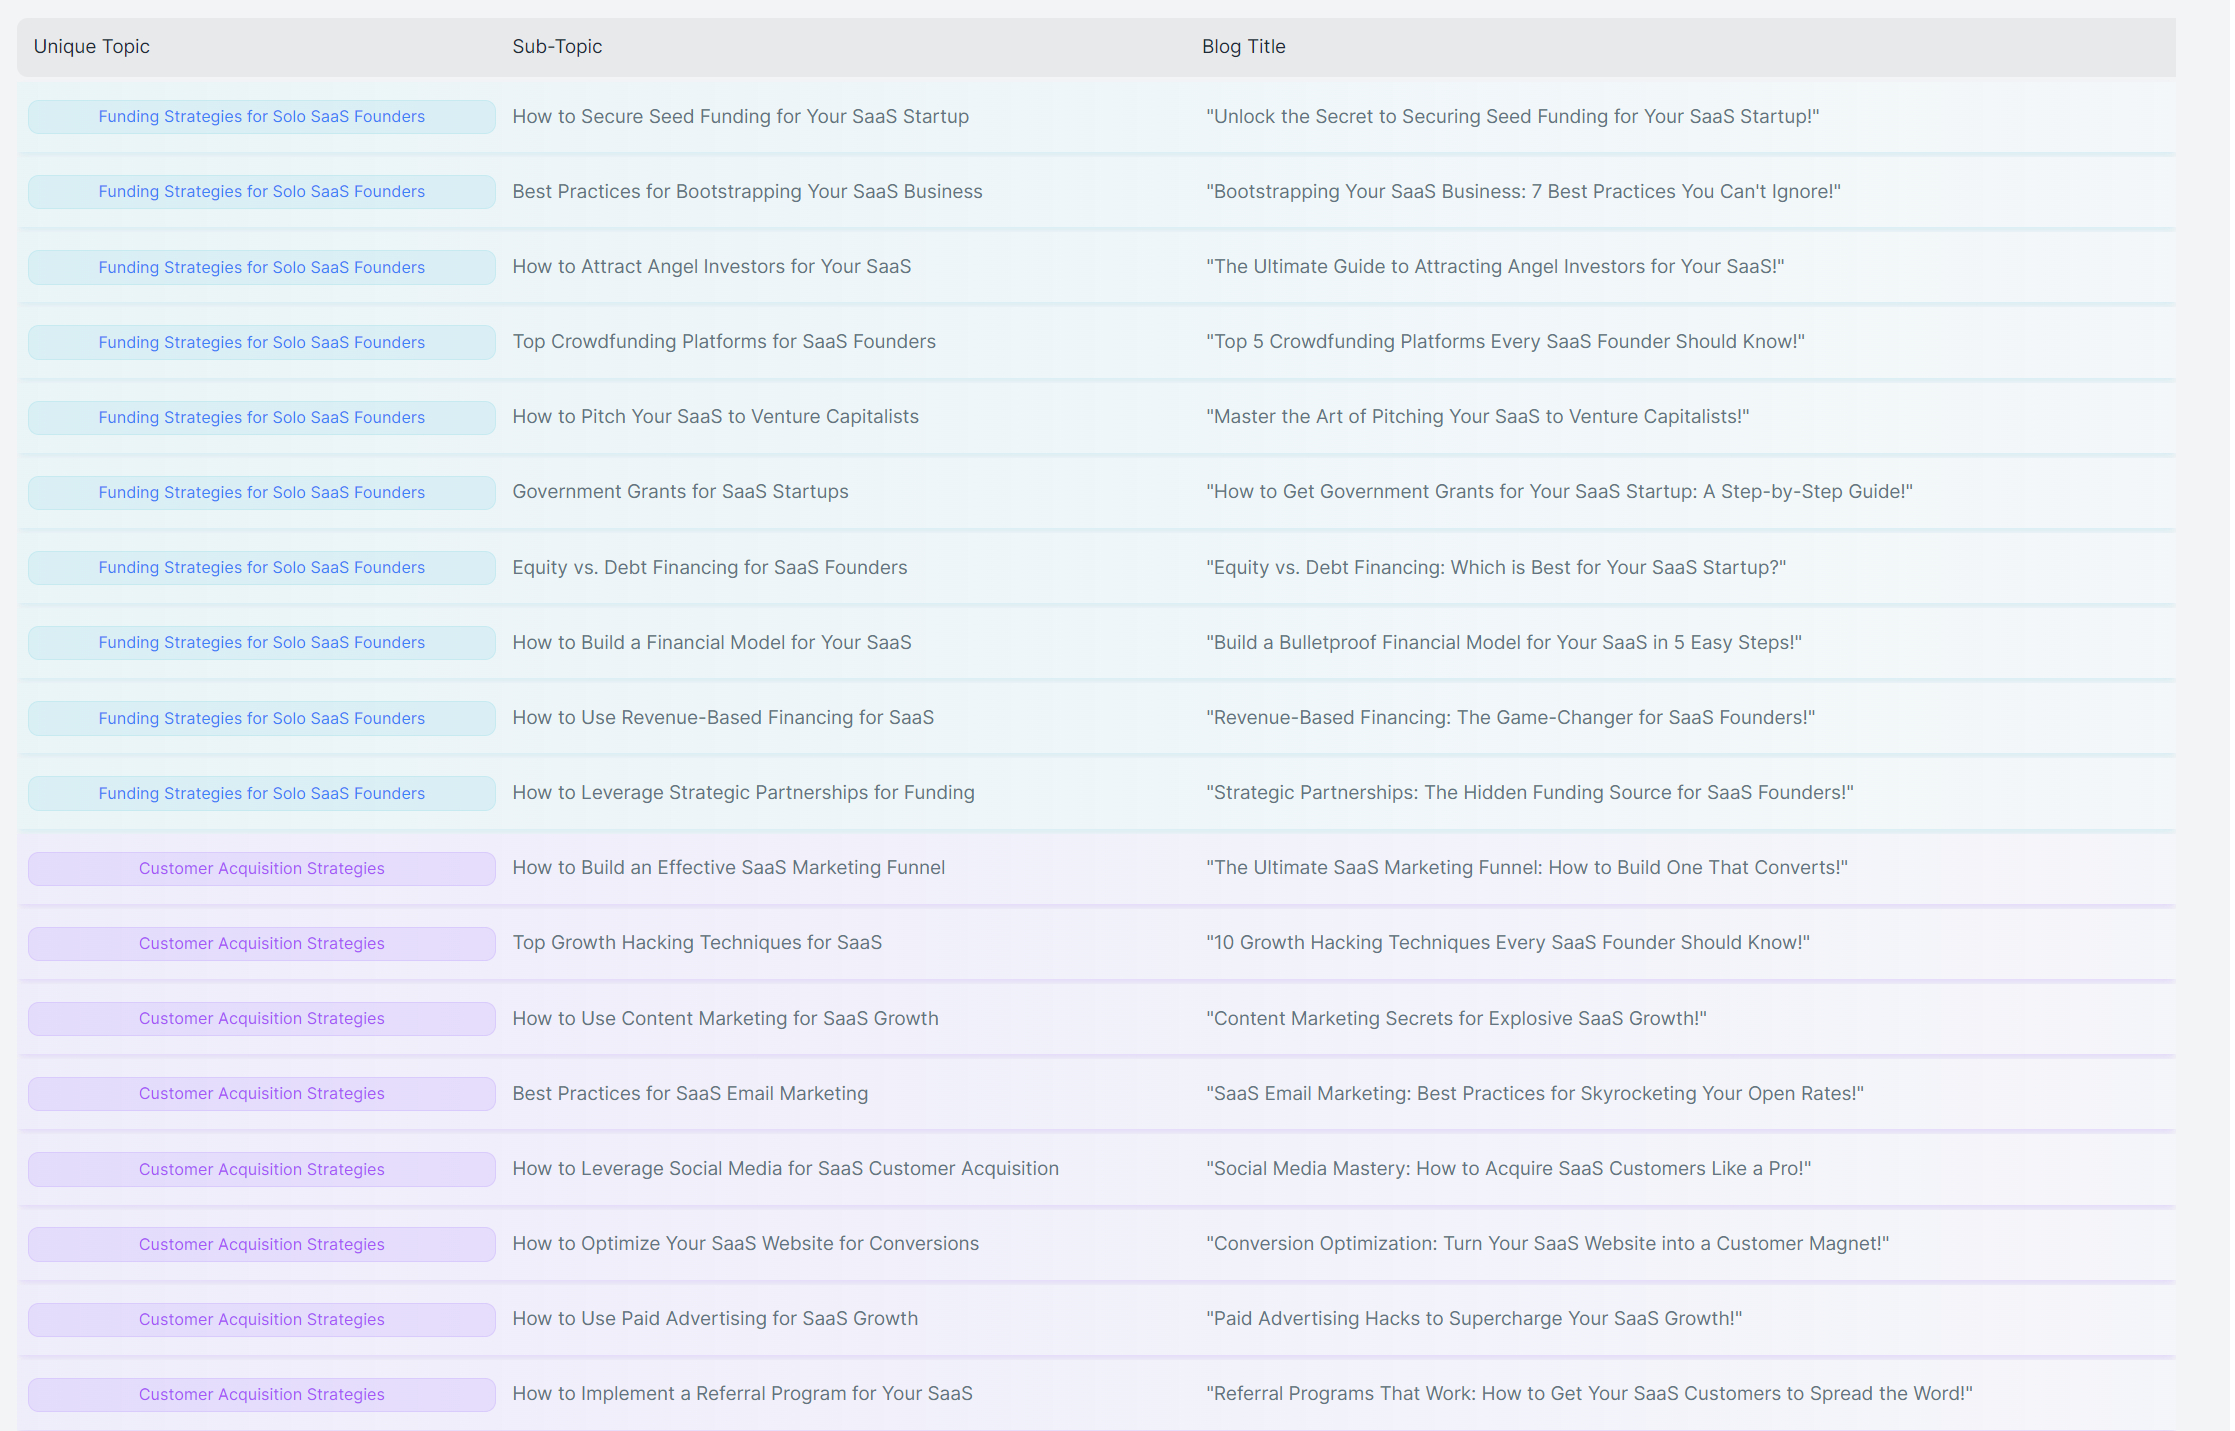 Unique Topic Sub-Topic Blog Title
Funding Strategies for Solo SaaS Founders How to Secure Seed Funding for Your SaaS Startup "Unlock the Secret to Securing Seed Funding for Your SaaS Startup!"
Funding Strategies for Solo SaaS Founders Best Practices for Bootstrapping Your SaaS Business "Bootstrapping Your SaaS Business: 7 Best Practices You Can't Ignore!"
Funding Strategies for Solo SaaS Founders How to Attract Angel Investors for Your SaaS "The Ultimate Guide to Attracting Angel Investors for Your SaaS!"
Funding Strategies for Solo SaaS Founders Top Crowdfunding Platforms for SaaS Founders "Top 5 Crowdfunding Platforms Every SaaS Founder Should Know!"
Funding Strategies for Solo SaaS Founders How to Pitch Your SaaS to Venture Capitalists "Master the Art of Pitching Your SaaS to Venture Capitalists!"
Funding Strategies for Solo SaaS Founders Government Grants for SaaS Startups "How to Get Government Grants for Your SaaS Startup: A Step-by-Step Guide!"
Funding Strategies for Solo SaaS Founders Equity vs. Debt Financing for SaaS Founders "Equity vs. Debt Financing: Which is Best for Your SaaS Startup?"
Funding Strategies for Solo SaaS Founders How to Build a Financial Model for Your SaaS "Build a Bulletproof Financial Model for Your SaaS in 5 Easy Steps!"
Funding Strategies for Solo SaaS Founders How to Use Revenue-Based Financing for SaaS "Revenue-Based Financing: The Game-Changer for SaaS Founders!"
Funding Strategies for Solo SaaS Founders How to Leverage Strategic Partnerships for Funding "Strategic Partnerships: The Hidden Funding Source for SaaS Founders!"
Customer Acquisition Strategies How to Build an Effective SaaS Marketing Funnel "The Ultimate SaaS Marketing Funnel: How to Build One That Converts!"
Customer Acquisition Strategies Top Growth Hacking Techniques for SaaS "10 Growth Hacking Techniques Every SaaS Founder Should Know!"
Customer Acquisition Strategies How to Use Content Marketing for SaaS Growth "Content Marketing Secrets for Explosive SaaS Growth!"
Customer Acquisition Strategies Best Practices for SaaS Email Marketing "SaaS Email Marketing: Best Practices for Skyrocketing Your Open Rates!"
Customer Acquisition Strategies How to Leverage Social Media for SaaS Customer Acquisition "Social Media Mastery: How to Acquire SaaS Customers Like a Pro!"
Customer Acquisition Strategies How to Optimize Your SaaS Website for Conversions "Conversion Optimization: Turn Your SaaS Website into a Customer Magnet!"
Customer Acquisition Strategies How to Use Paid Advertising for SaaS Growth "Paid Advertising Hacks to Supercharge Your SaaS Growth!"
Customer Acquisition Strategies How to Implement a Referral Program for Your SaaS "Referral Programs That Work: How to Get Your SaaS Customers to Spread the Word!"